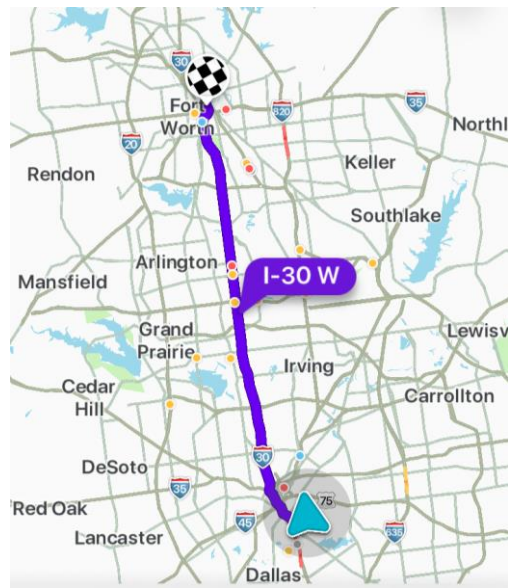 30
Fort
Worth
820
35
Northl
20
Keller
Rendon
Southlake
Arlington
I-30 W
Mansfield
Grand
Prairie
Lewisv
Irving
Cedar
Hill
Carrollton
30
DeSoto
35
75
Red Oak
45
635
Lancaster
Dallas